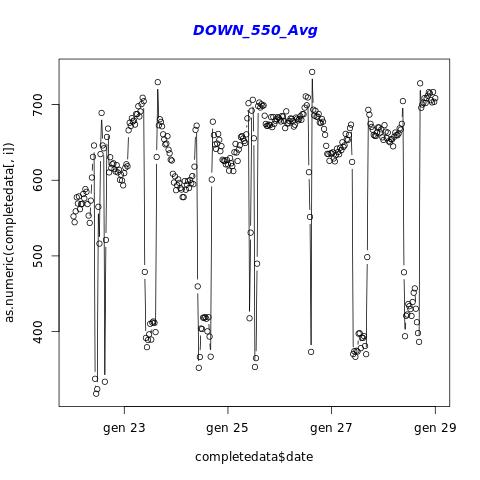 DOWN_550_Avg
as.numeric(completedata[, i])
700
600
500
400
gen 23 gen 25 gen 27 gen 29
completedata$date